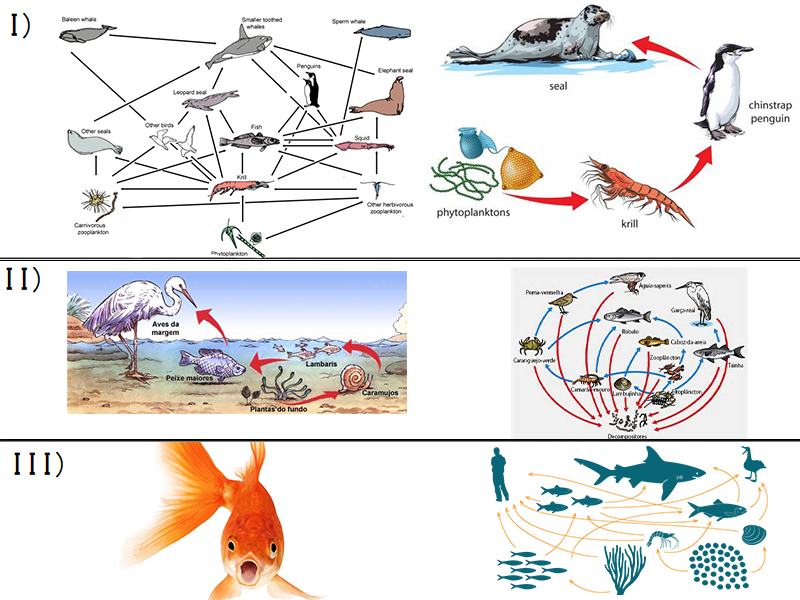 I)
Baleen whale
Smaller toothed
whales
Sperm whale
Penguins
Elephant seal
Leopard seal
Other seals
Other birds
Fish
Squid
Krill
Carnivorous
zooplankton
Other herbivorous
zooplankton
Phytoplankton
seal
chinstrap
penguin
phytoplanktons
krill
II)
Aves da
margem
Peixe maiores
Lambaris
Plantas do fundo
Caramujos
Perna-vermelha
Águia-sapeira
Garça-real
Robalo
Caboz-da-areia
Caranguejo-verde
Zooplâncton
Tainha
Camarão-mouro
Lambujinha
Fitoplâncton
Decompositores
III)